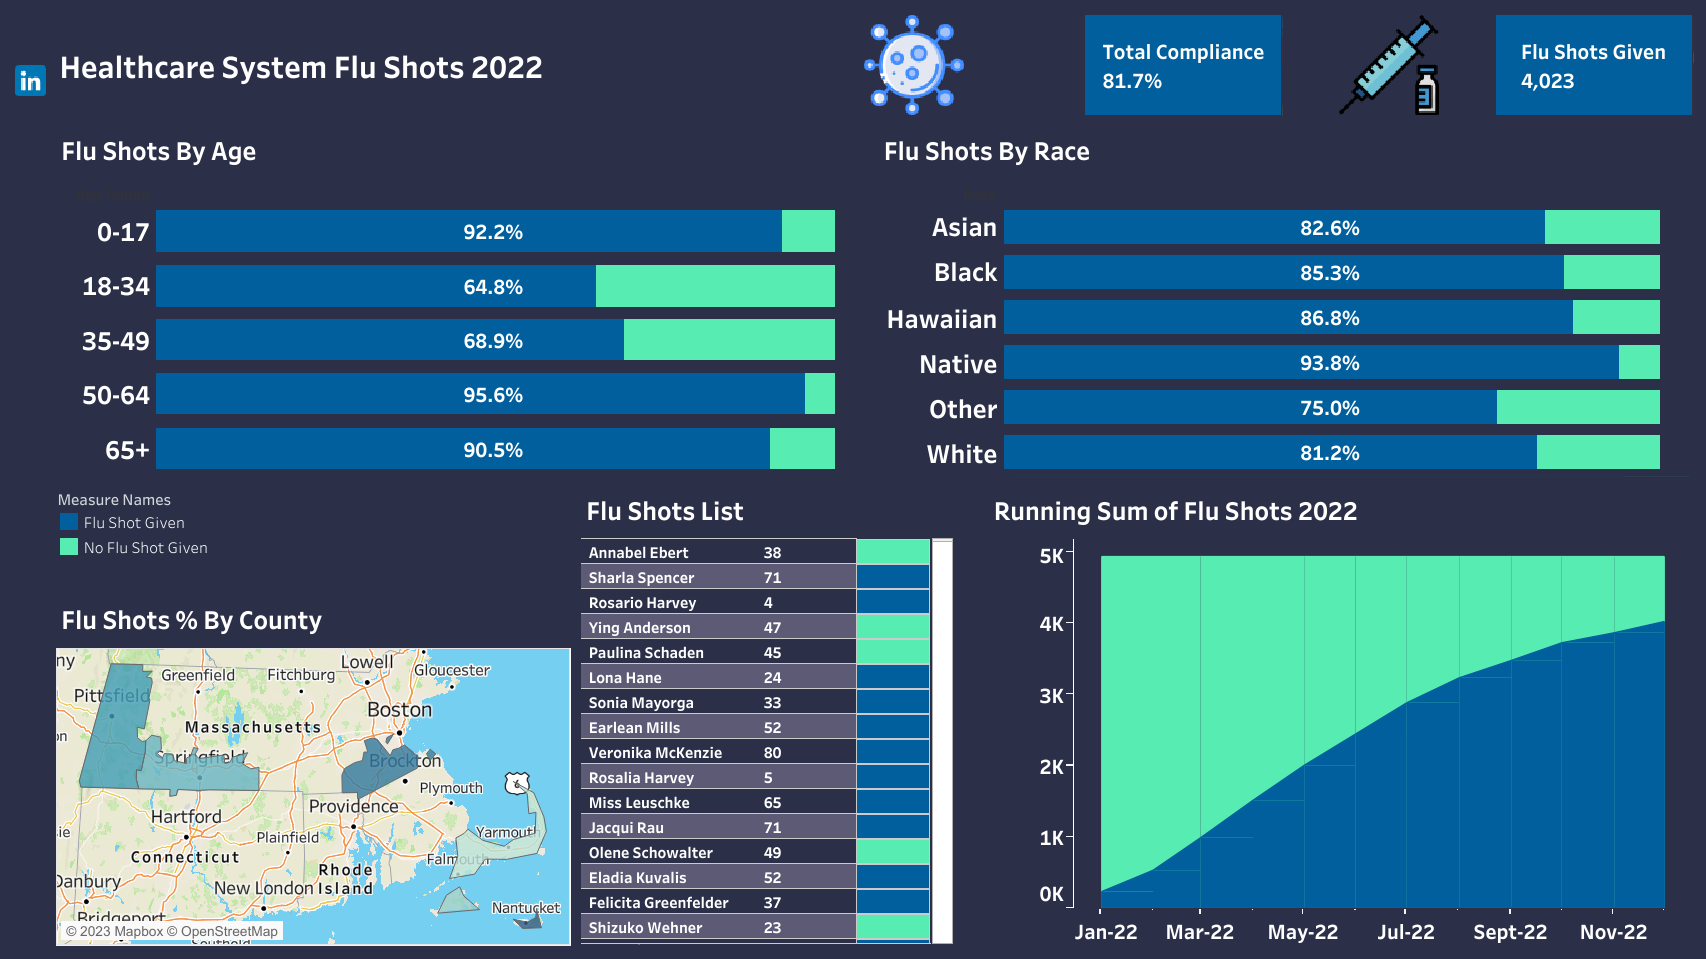 Healthcare System Flu Shots 2022
in
Total Compliance
81.7%
Flu Shots Given
4,023
Flu Shots By Age
0-17 92.2%
18-34 64.8%
35-49 68.9%
50-64 95.6%
65+ 90.5%
Flu Shots By Race
Asian 82.6%
Black 85.3%
Hawaiian 86.8%
Native 93.8%
Other 75.0%
White 81.2%
Measure Names
Flu Shot Given
No Flu Shot Given
Flu Shots % By County
ny
Lowell
Gloucester
Greenfield
Fitchburg
Pittsfield
Boston
Massachusetts
on
Springfield
Brockton
Plymouth
6
Providence
Hartford
sie
Plainfield
Yarmouth
Connecticut
Falmouth
Rhode
Island
Danbury
New London
Nantucket
Bridgeport
© 2023 Mapbox © OpenStreetMap
Southold
Flu Shots List
Annabel Ebert 38
Sharla Spencer 71
Rosario Harvey 4
Ying Anderson 47
Paulina Schaden 45
Lona Hane 24
Sonia Mayorga 33
Earlean Mills 52
Veronika McKenzie 80
Rosalia Harvey 5
Miss Leuschke 65
Jacqui Rau 71
Olene Schowalter 49
Eladia Kuvalis 52
Felicita Greenfelder 37
Shizuko Wehner 23
Running Sum of Flu Shots 2022
5K
4K
3K
2K
1K
0K
Jan-22 Mar-22 May-22 Jul-22 Sept-22 Nov-22